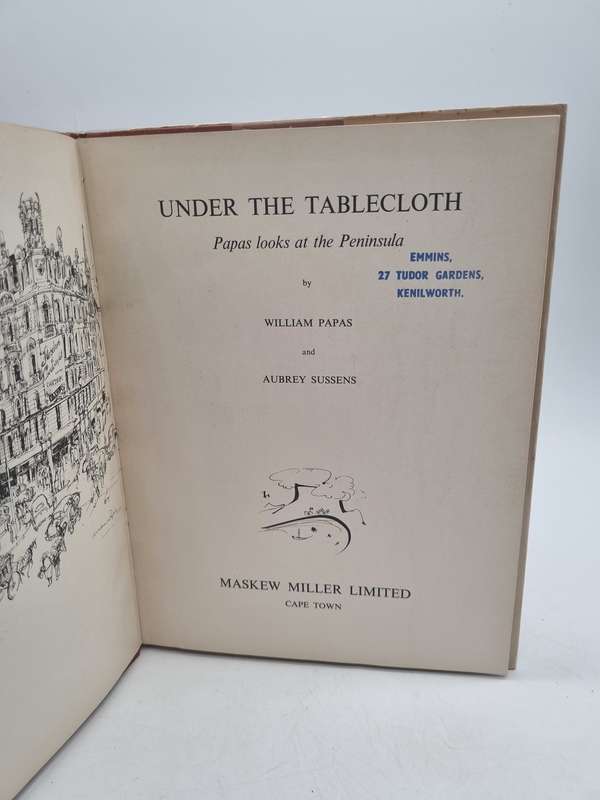 UNDER THE TABLECLOTH
Papas looks at the Peninsula
EMMINS,
27 TUDOR GARDENS,
KENILWORTH.
by
WILLIAM PAPAS
and
AUBREY SUSSENS
MASKEW MILLER LIMITED
CAPE TOWN